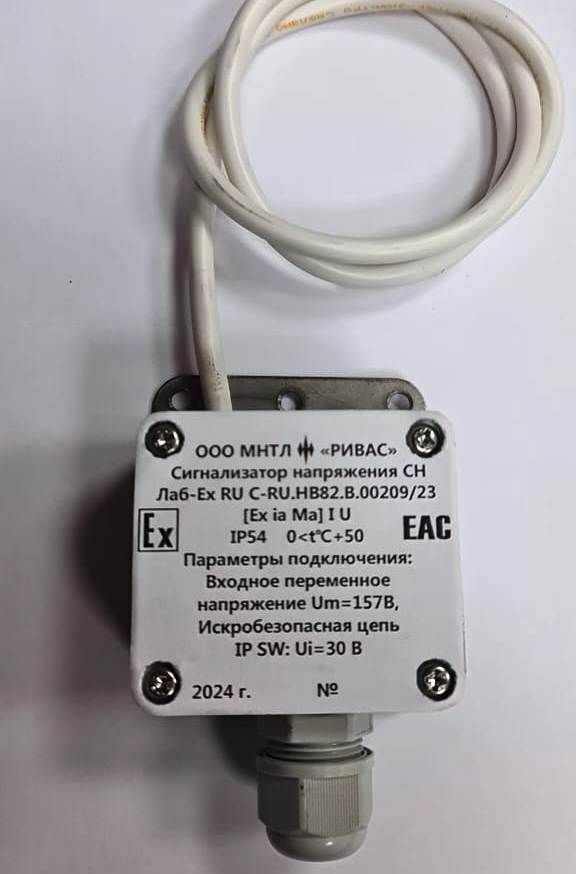 ООО МНТЛ «РИВАС»
Сигнализатор напряжения СН
Лаб-Ex RU C-RU.НВ82.В.00209/23
[Ex ia Ma] I U
Ex
EAC
IP54 0<t℃+50
Параметры подключения:
Входное переменное
напряжение Um=157В,
Искробезопасная цепь
IP SW: Ui=30 В
2024 г. №